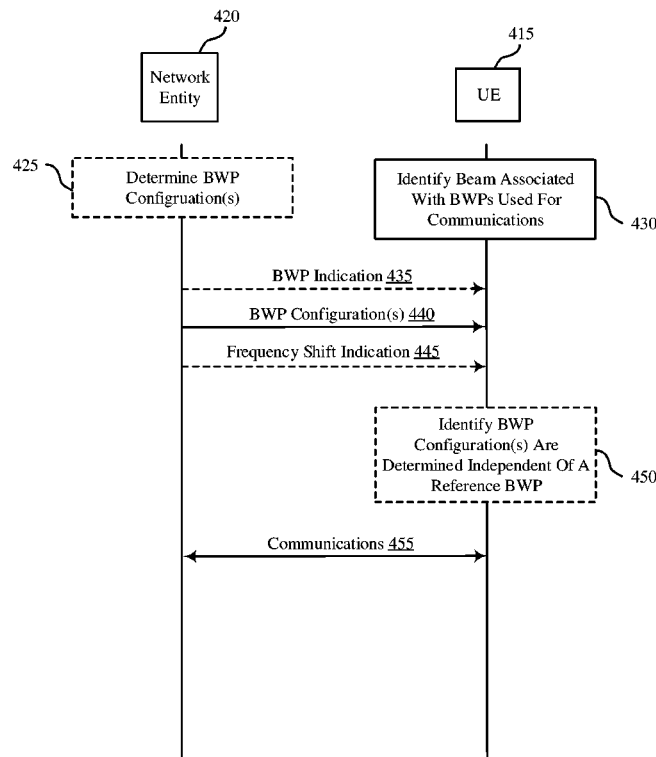 420
415
Network
Entity
UE
425
Determine BWP
Configruation(s)
Identify Beam Associated
With BWPs Used For
Communications
430
BWP Indication 435
BWP Configuration(s) 440
Frequency Shift Indication 445
Identify BWP
Configuration(s) Are
Determined Independent Of A
Reference BWP
450
Communications 455